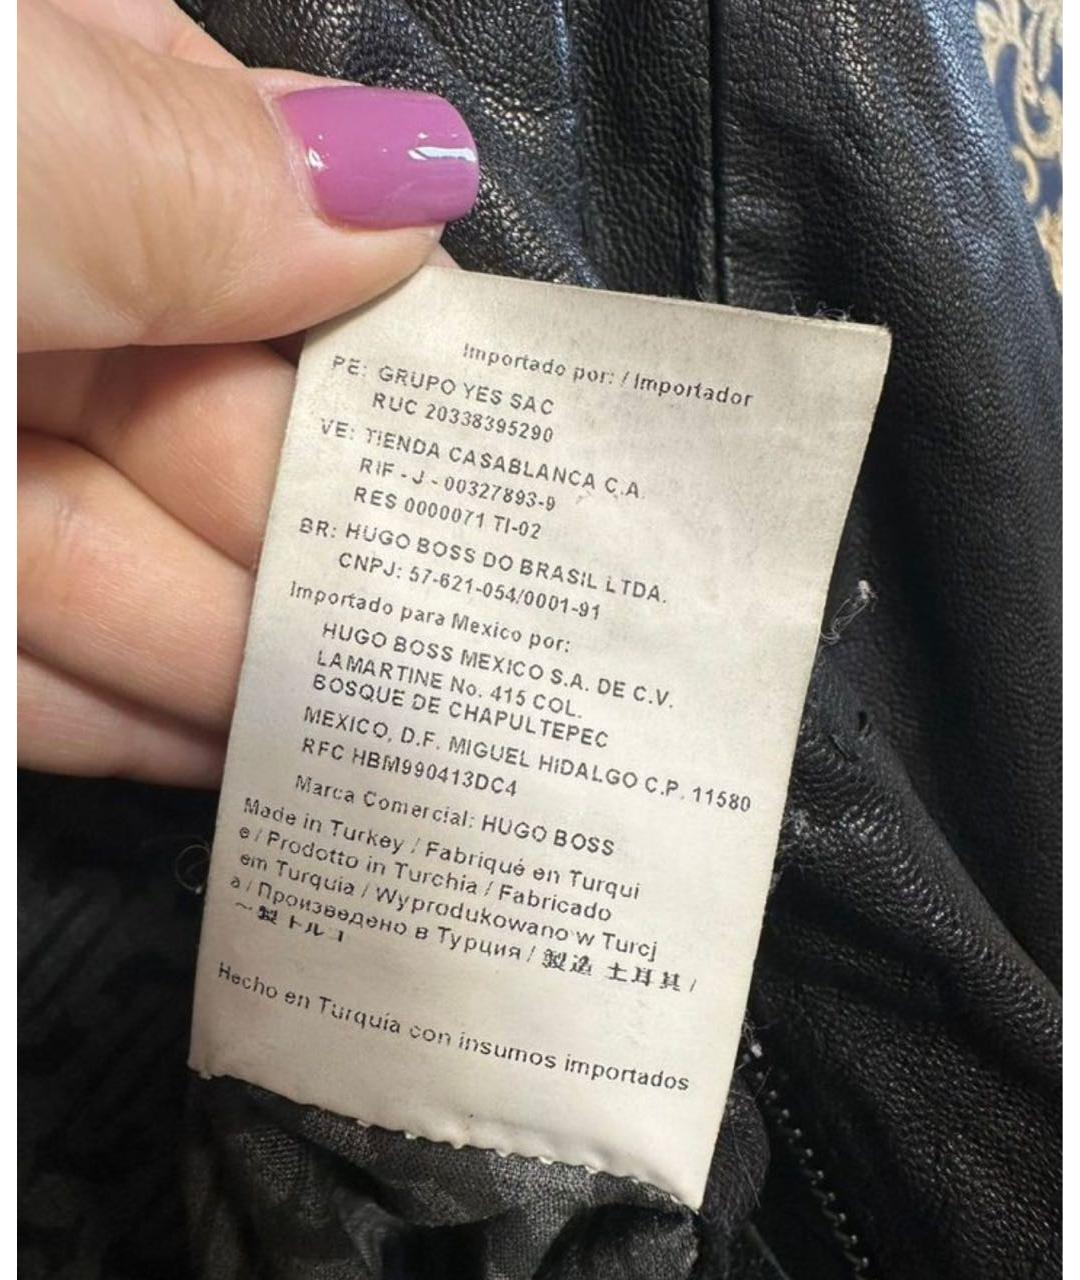 Importado por: / Importador
PE: GRUPO YES SAC
RUC 20338395290
VE: TIENDA CASABLANCA C.A.
RIF - J - 00327893-9
RES 0000071 TI-02
BR: HUGO BOSS DO BRASIL LTDA.
CNPJ: 57-621-054/0001-91
Importado para Mexico por:
HUGO BOSS MEXICO S.A. DE C.V.
LAMARTINE No. 415 COL.
BOSQUE DE CHAPULTEPEC
MEXICO, D.F. MIGUEL HIDALGO C.P. 11580
RFC HBM990413DC4
Marca Comercial: HUGO BOSS
Made in Turkey / Fabriqué en Turqui
e / Prodotto in Turchia / Fabricado
em Turquia / Wyprodukowano w Turcj
a / Произведено в Турция / 製造 土耳其 /
～製 トルコ
Hecho en Turquía con insumos importados